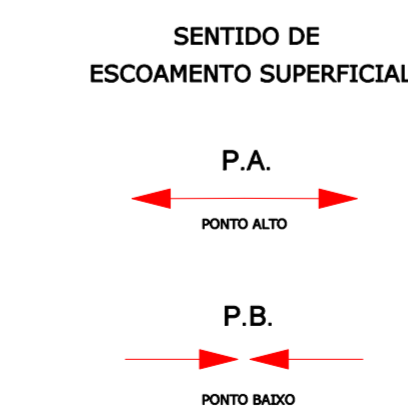 SENTIDO DE
ESCOAMENTO SUPERFICIAL
P.A.
PONTO ALTO
P.B.
PONTO BAIXO